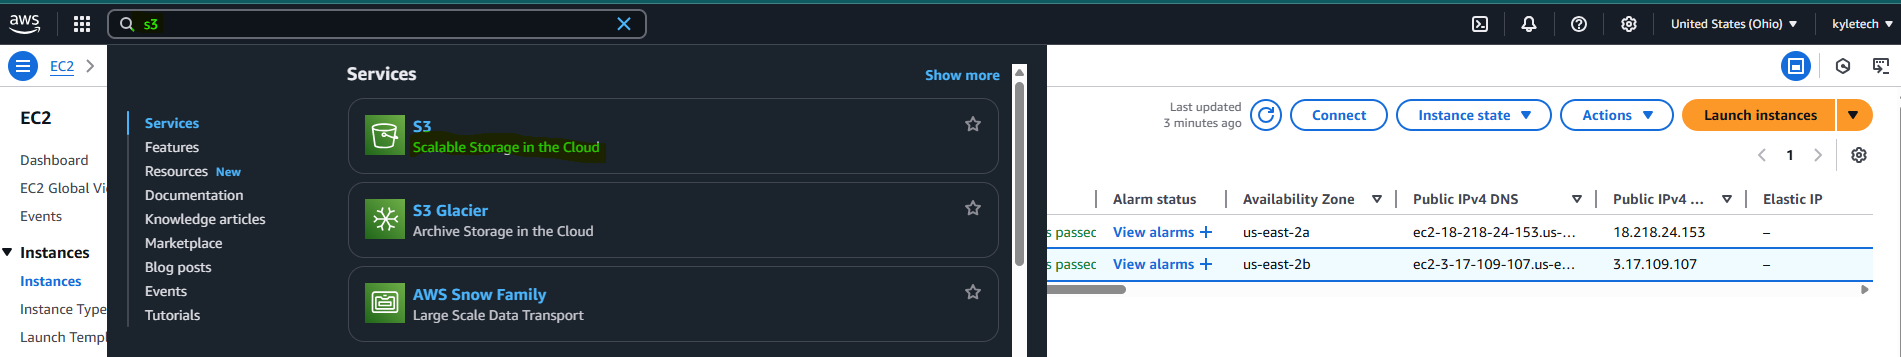 aws
s3
United States (Ohio)
kyletech
EC2
Services
Show more
EC2
Dashboard
EC2 Global Vi
Events
Instances
Instances
Instance Type
Launch Templ
Services
Features
Resources New
Documentation
Knowledge articles
Marketplace
Blog posts
Events
Tutorials
S3
Scalable Storage in the Cloud
S3 Glacier
Archive Storage in the Cloud
AWS Snow Family
Large Scale Data Transport
Last updated
3 minutes ago
Connect
Instance state
Actions
Launch instances
1
Alarm status Availability Zone Public IPv4 DNS Public IPv4 ... Elastic IP
s passed View alarms + us-east-2a ec2-18-218-24-153.us-... 18.218.24.153 –
s passed View alarms + us-east-2b ec2-3-17-109-107.us-e... 3.17.109.107 –